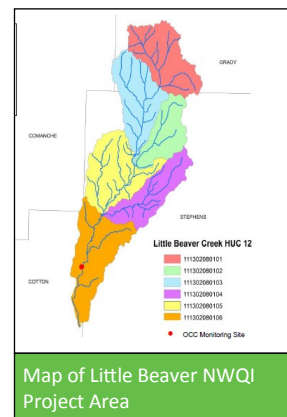 GRADY
COMANCHE
STEPHENS
Little Beaver Creek HUC 12
111302080101
111302080102
111302080103
111302080104
111302080105
111302080106
OCC Monitoring Site
COTTON
Map of Little Beaver NWQI
Project Area